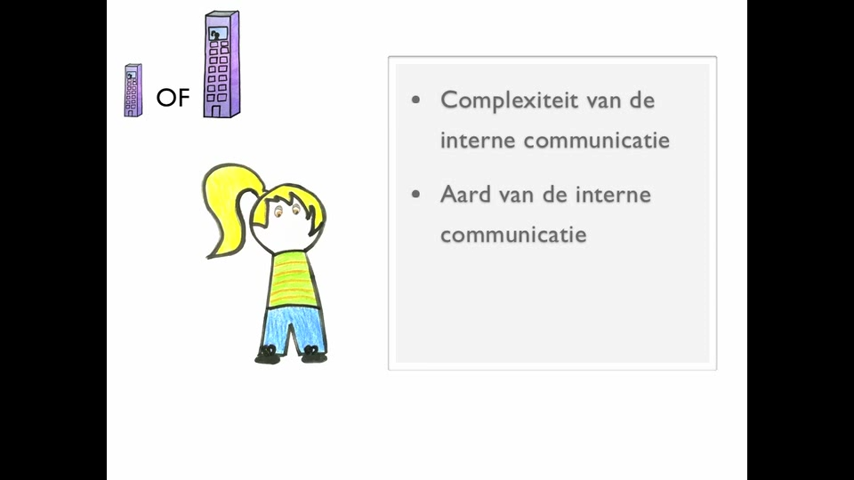 OF
• Complexiteit van de
interne communicatie
• Aard van de interne
communicatie